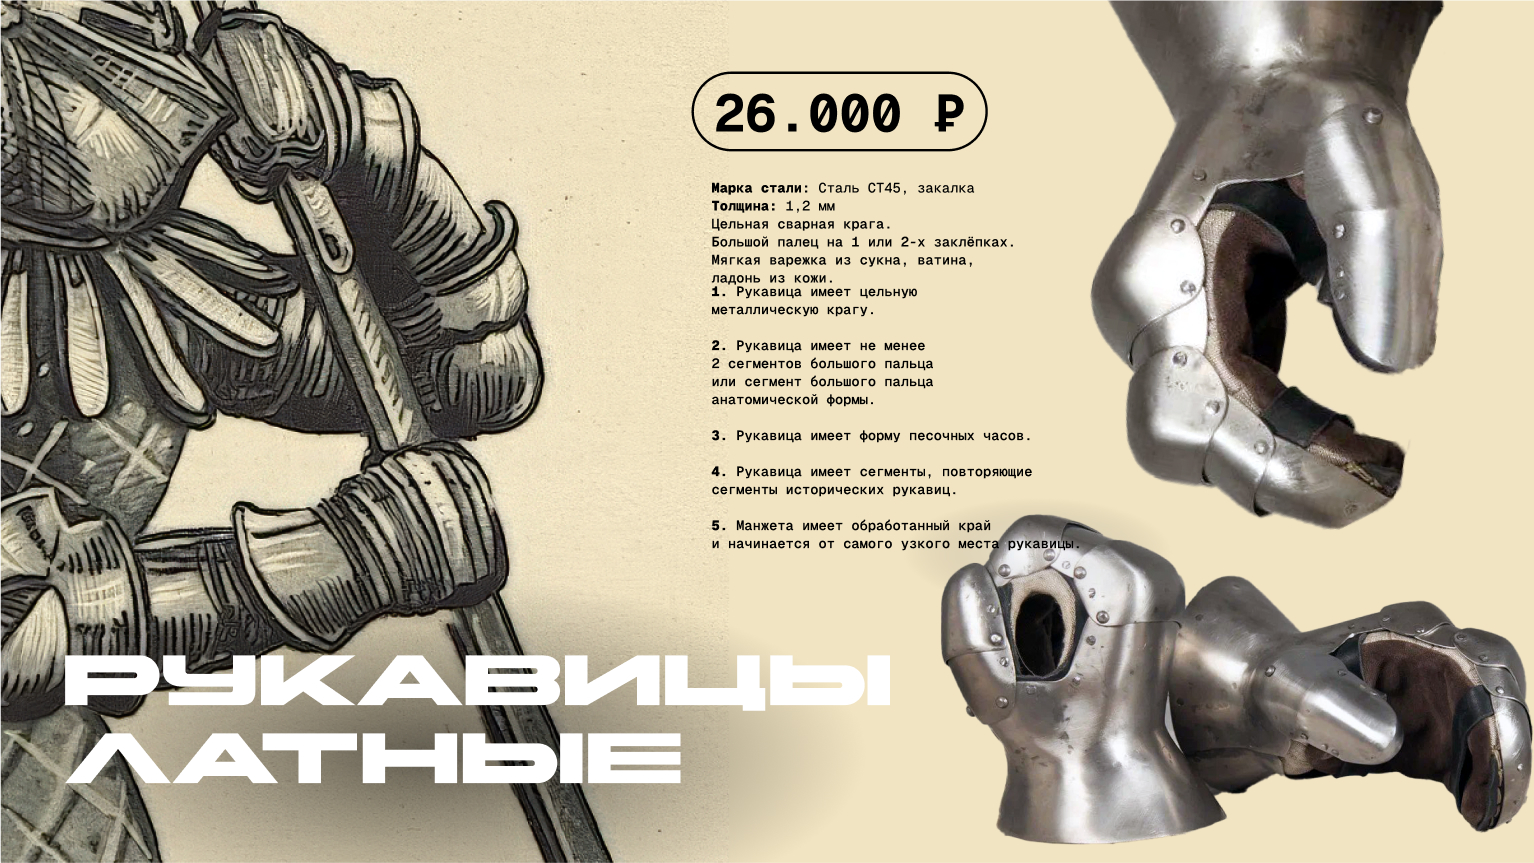 26.000 ₽
Марка стали: Сталь СТ45, закалка
Толщина: 1,2 мм
Цельная сварная крага.
Большой палец на 1 или 2-х заклёпках.
Мягкая варежка из сукна, ватина,
ладонь из кожи.
1. Рукавица имеет цельную
металлическую крагу.
2. Рукавица имеет не менее
2 сегментов большого пальца
или сегмент большого пальца
анатомической формы.
3. Рукавица имеет форму песочных часов.
4. Рукавица имеет сегменты, повторяющие
сегменты исторических рукавиц.
5. Манжета имеет обработанный край
и начинается от самого узкого места рукавицы.
РУКАВИЦЫ
ЛАТНЫЕ